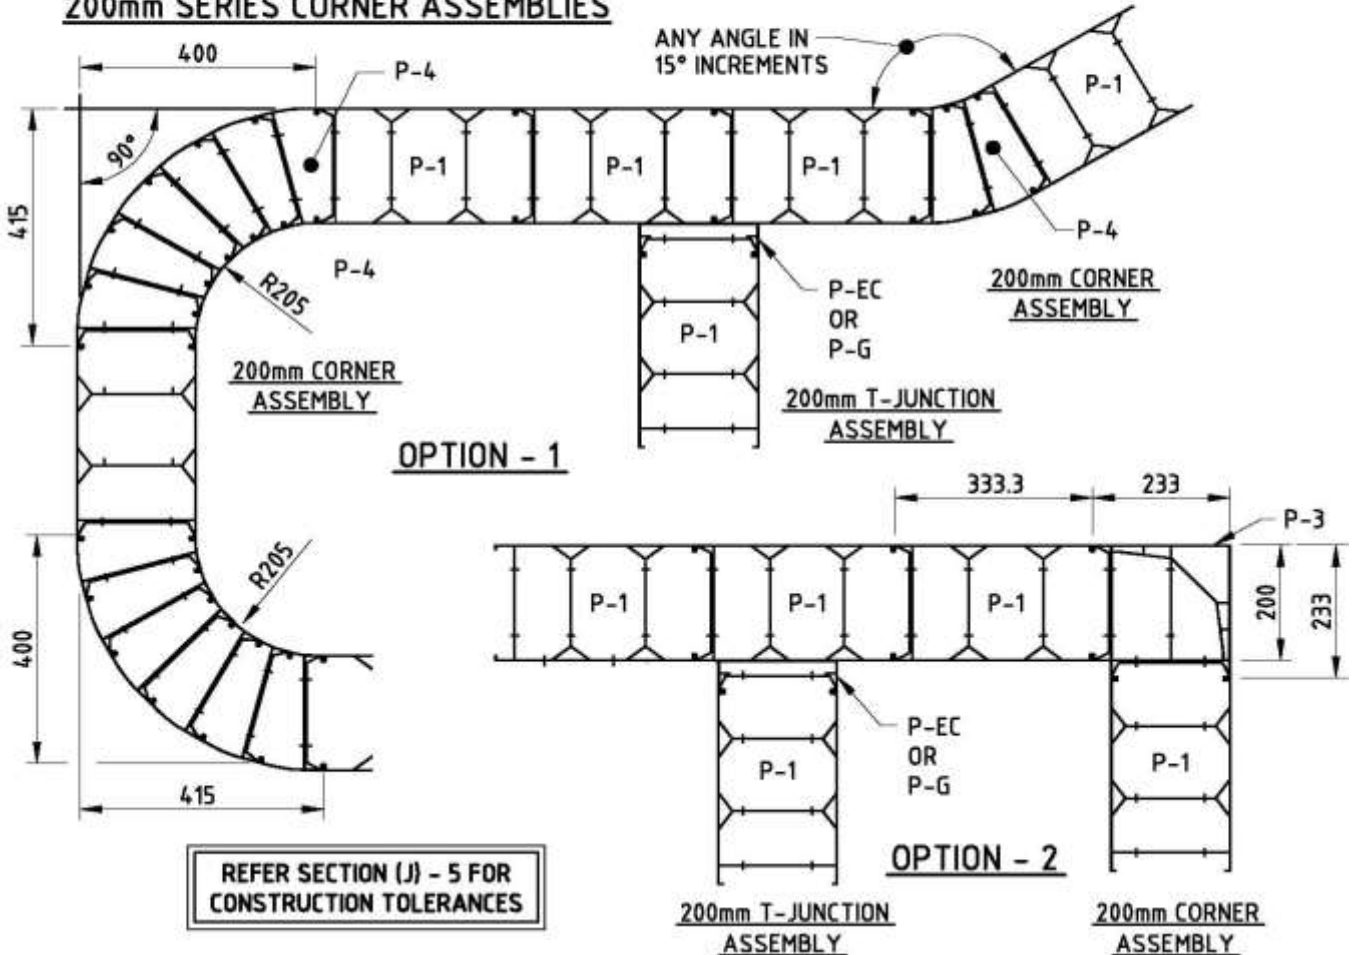 200mm SERIES CORNER ASSEMBLIES
400
P-4
ANY ANGLE IN
15° INCREMENTS
P-1
90°
P-1
P-1
P-1
415
P-4
P-4
R205
P-EC
OR
P-G
200mm CORNER
ASSEMBLY
P-1
200mm CORNER
ASSEMBLY
200mm T-JUNCTION
ASSEMBLY
OPTION - 1
333.3
233
P-3
R205
P-1
P-1
P-1
200
233
400
P-EC
OR
P-G
P-1
P-1
415
OPTION - 2
REFER SECTION (J) - 5 FOR
CONSTRUCTION TOLERANCES
200mm T-JUNCTION
ASSEMBLY
200mm CORNER
ASSEMBLY